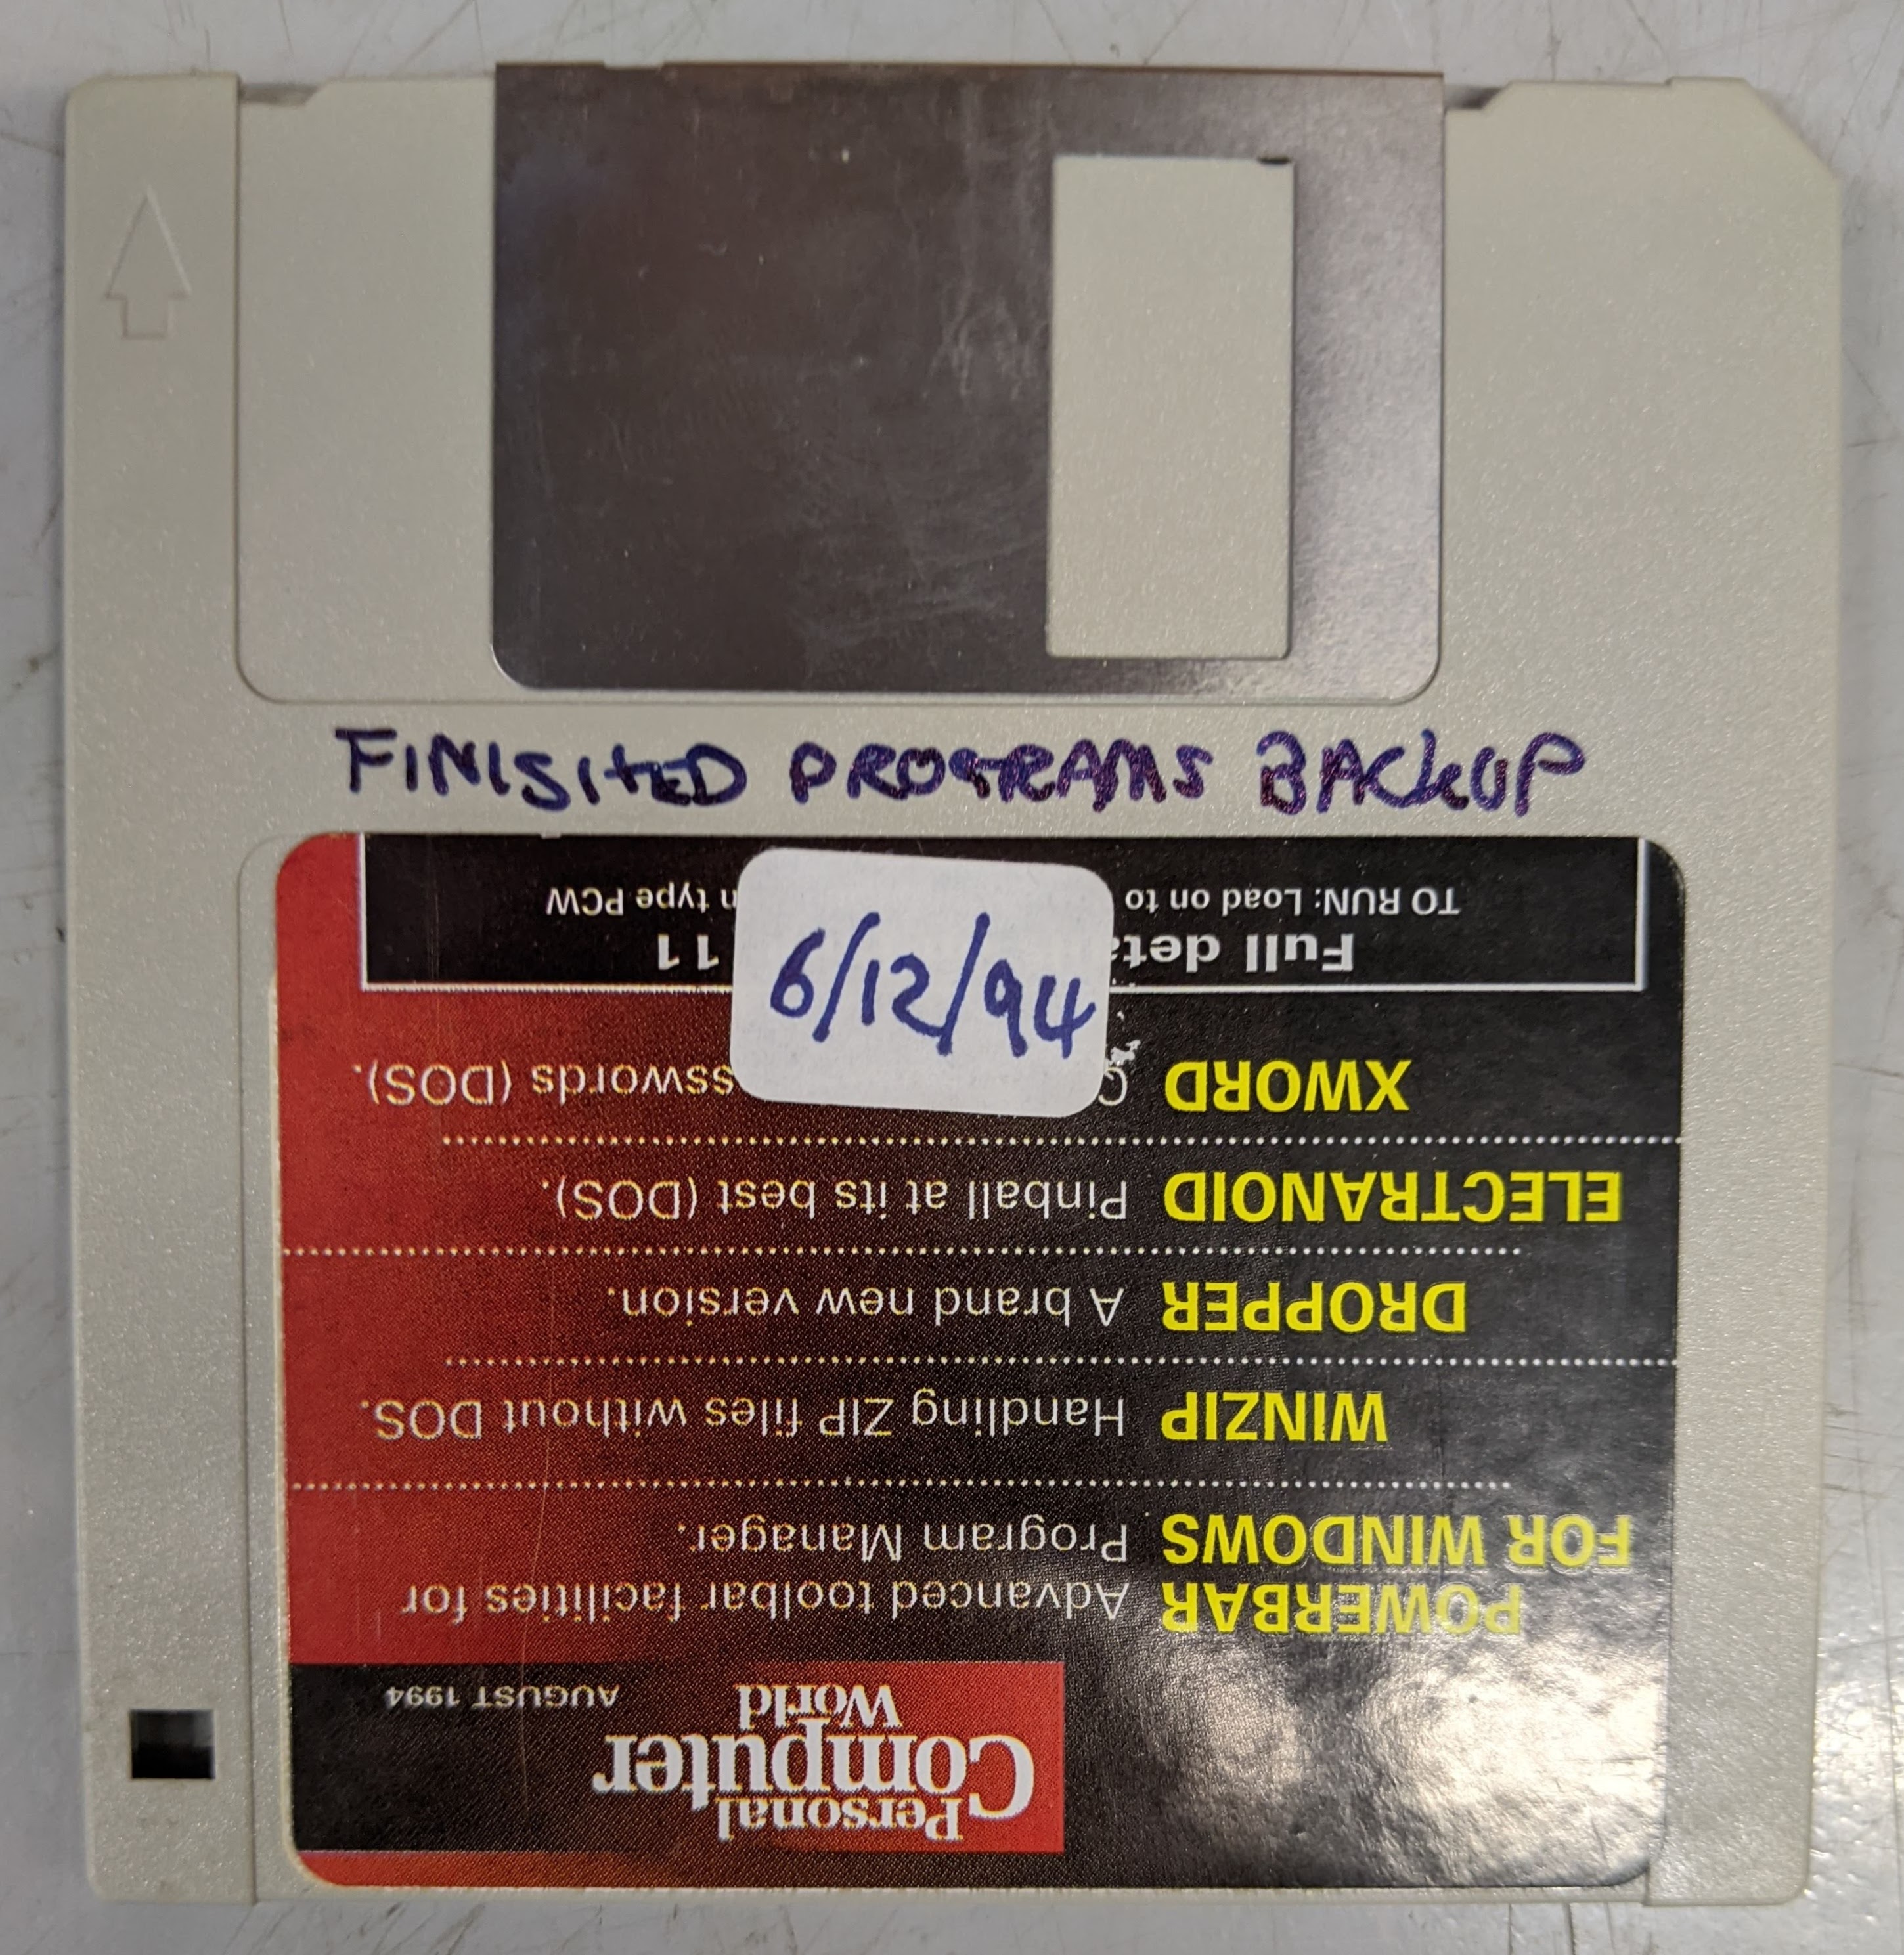 FINISHED PROGRAMS BACKUP
6/12/94
Personal
Computer
World
AUGUST 1994
POWERBAR Advanced toolbar facilities for
FOR WINDOWS Program Manager.
WINZIP Handling ZIP files without DOS.
DROPPER A brand new version.
ELECTRANOID Pinball at its best (DOS).
XWORD sswords (DOS).
Full 11
TO RUN: Load on to type PCW